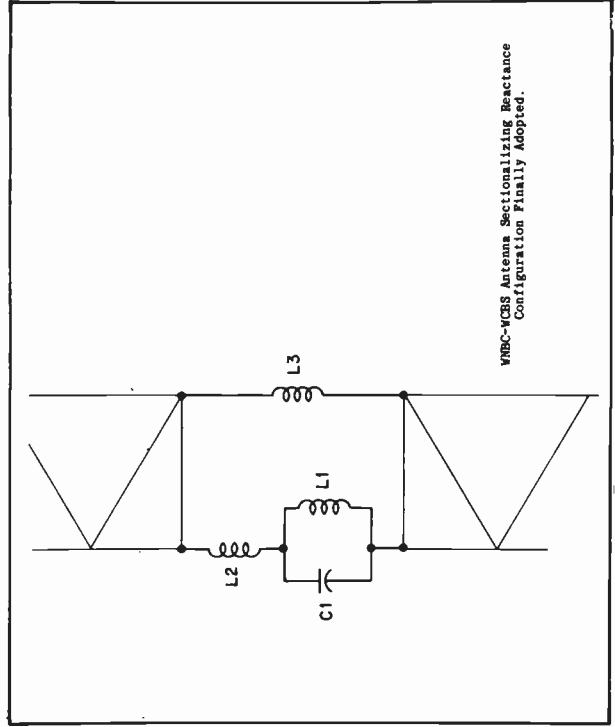 WNBC-WCBS Antenna Sectionalizing Reactance
Configuration Finally Adopted.
L3
L1
L2
C1